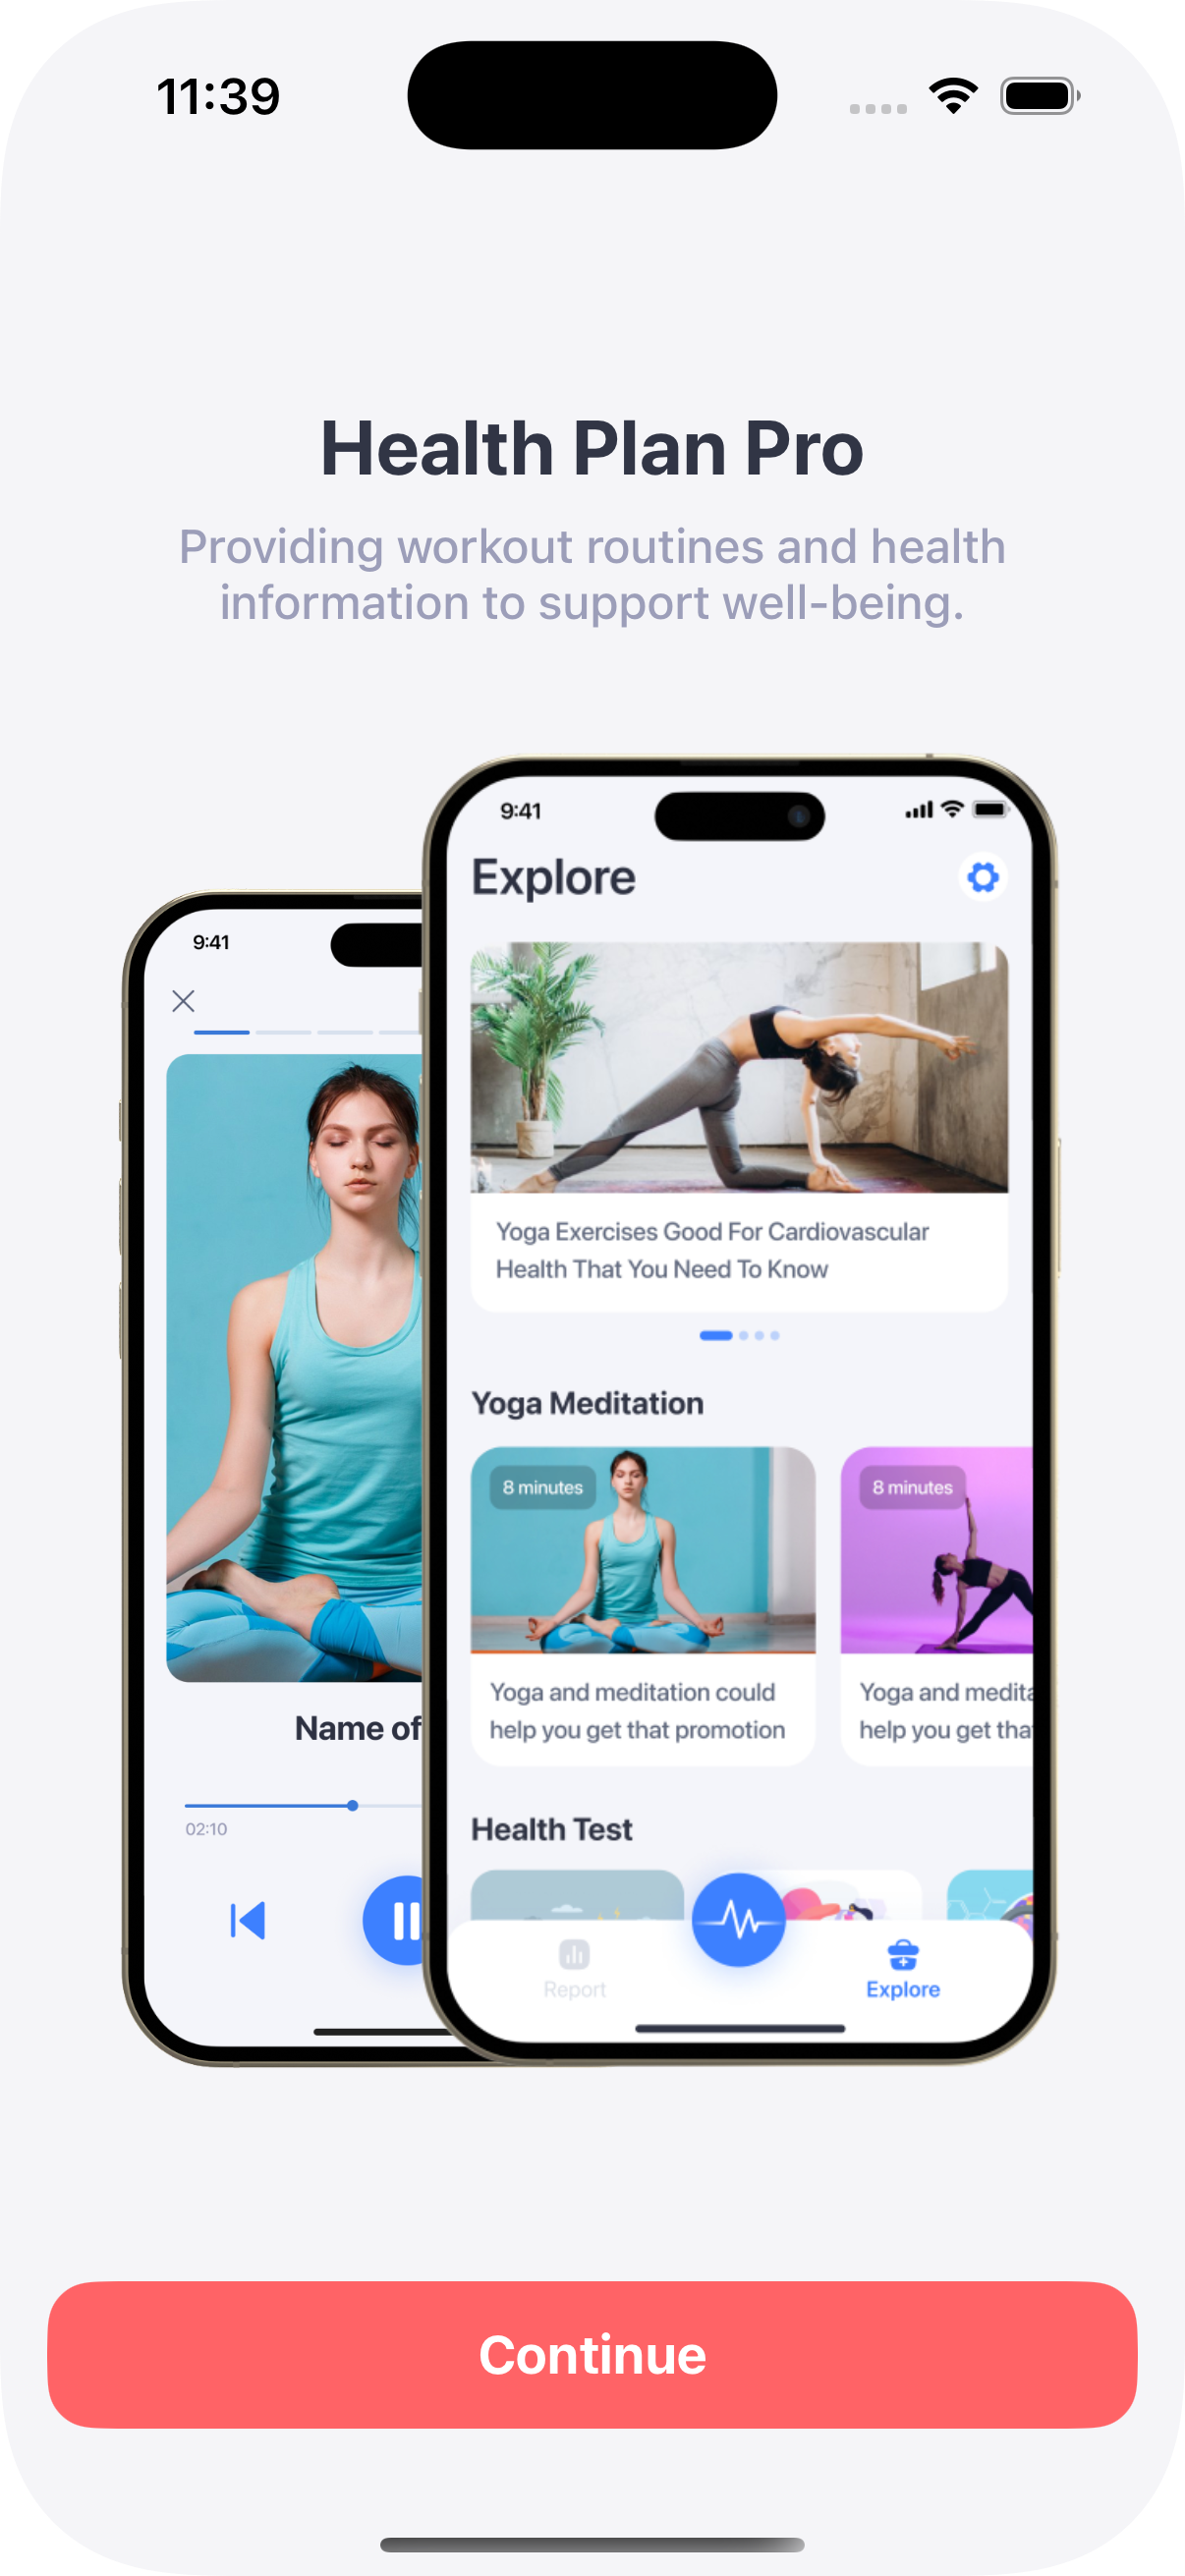 11:39
Health Plan Pro
Providing workout routines and health
information to support well-being.
9:41
Name of
02:10
9:41
Explore
Yoga Exercises Good For Cardiovascular
Health That You Need To Know
Yoga Meditation
8 minutes
Yoga and meditation could
help you get that promotion
8 minutes
Yoga and medita
help you get tha
Health Test
Report
Explore
Continue